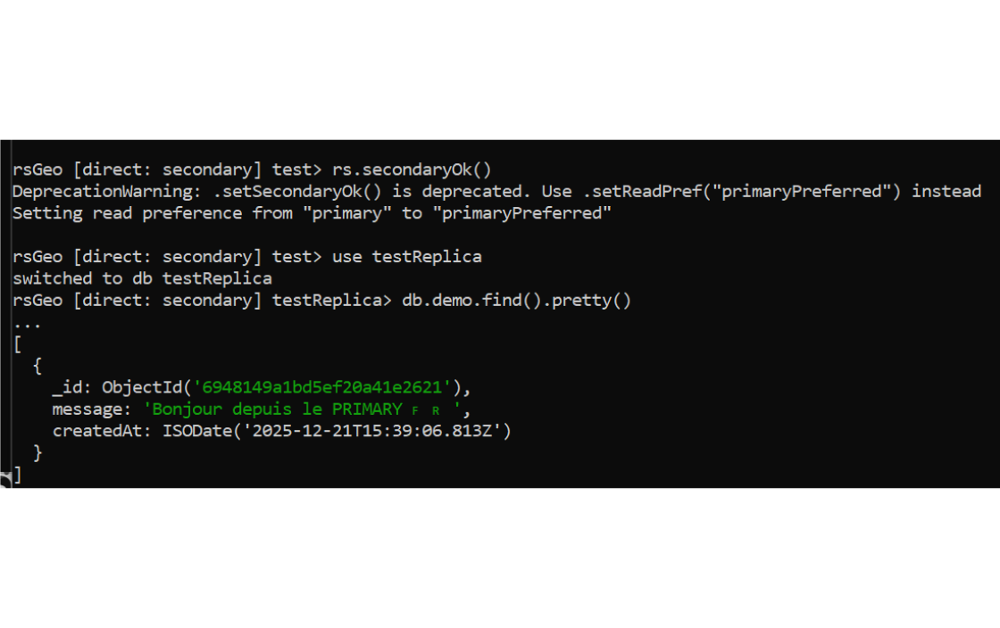 rsGeo [direct: secondary] test> rs.secondaryOk()
DeprecationWarning: .setSecondaryOk() is deprecated. Use .setReadPref("primaryPreferred") instead
Setting read preference from "primary" to "primaryPreferred"
rsGeo [direct: secondary] test> use testReplica
switched to db testReplica
rsGeo [direct: secondary] testReplica> db.demo.find().pretty()
...
[
  {
    _id: ObjectId('6948149a1bd5ef20a41e2621'),
    message: 'Bonjour depuis le PRIMARY F R ',
    createdAt: ISODate('2025-12-21T15:39:06.813Z')
  }
]